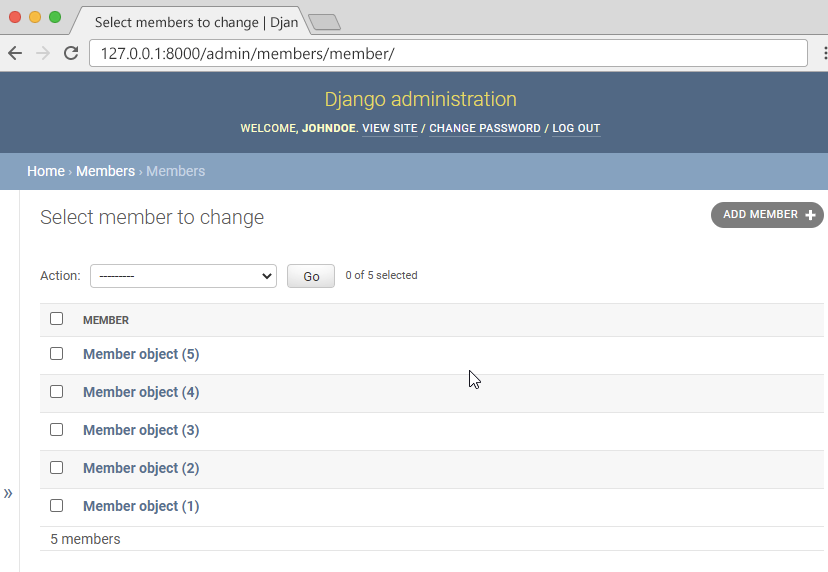 Select members to change | Djan
127.0.0.1:8000/admin/members/member/
Django administration
WELCOME, JOHNDOE. VIEW SITE / CHANGE PASSWORD / LOG OUT
Home › Members › Members
Select member to change
ADD MEMBER +
Action: --------- Go 0 of 5 selected
MEMBER
Member object (5)
Member object (4)
Member object (3)
Member object (2)
»
Member object (1)
5 members